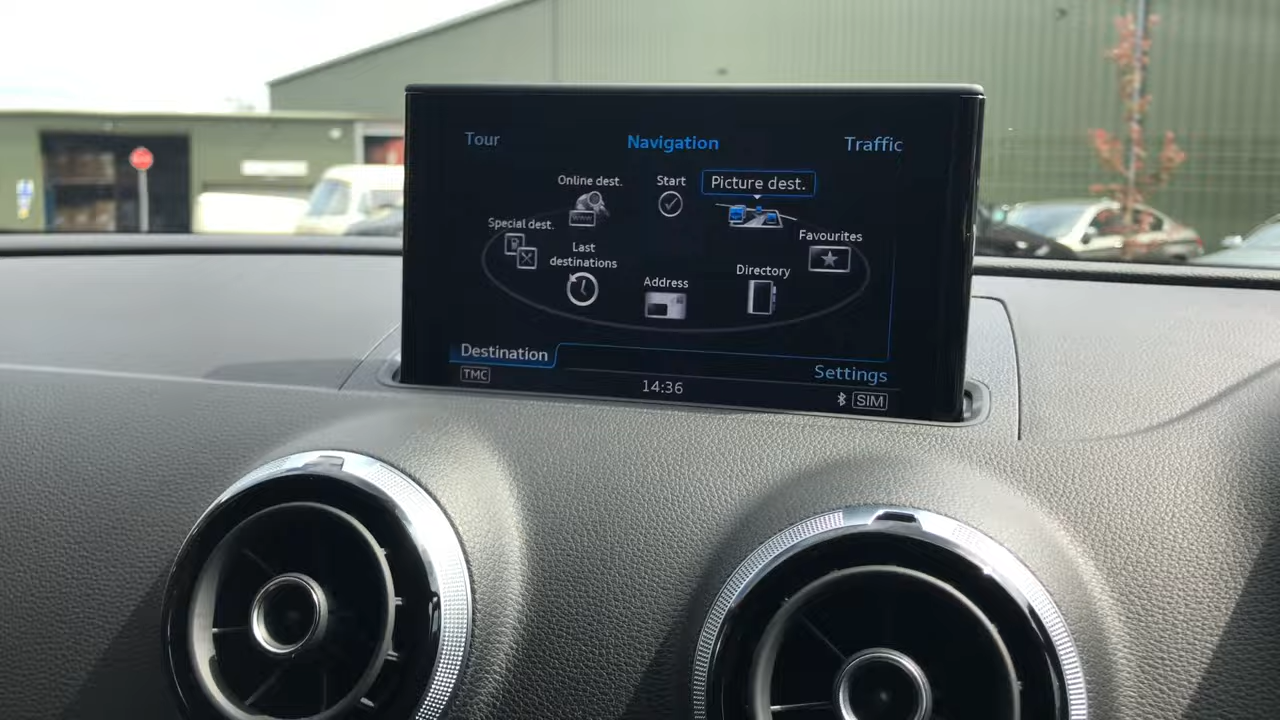 Tour
Navigation
Traffic
Online dest.
Start
Picture dest.
Special dest.
Last
destinations
Favourites
Address
Directory
Destination
Settings
TMC
14:36
SIM